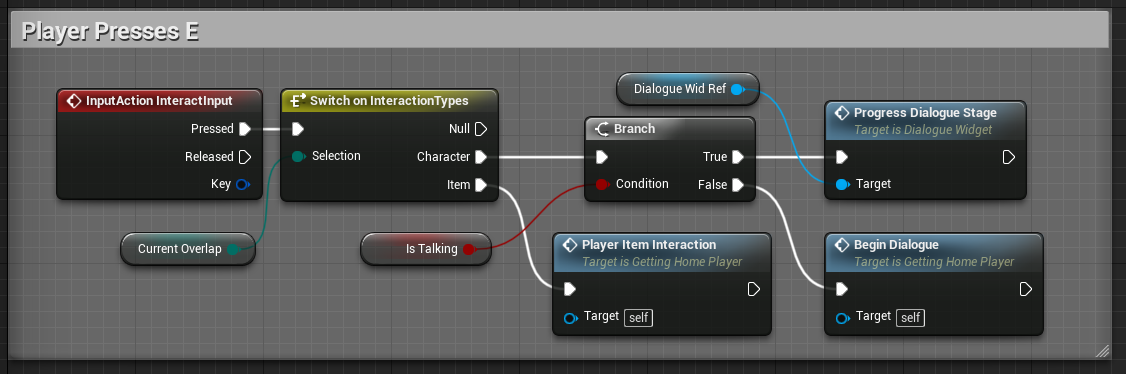 Player Presses E
InputAction InteractInput
Pressed
Released
Key
Switch on InteractionTypes
Null
Selection
Character
Item
Current Overlap
Is Talking
Dialogue Wid Ref
Branch
True
Condition
False
Progress Dialogue Stage
Target is Dialogue Widget
Target
Player Item Interaction
Target is Getting Home Player
Target self
Begin Dialogue
Target is Getting Home Player
Target self